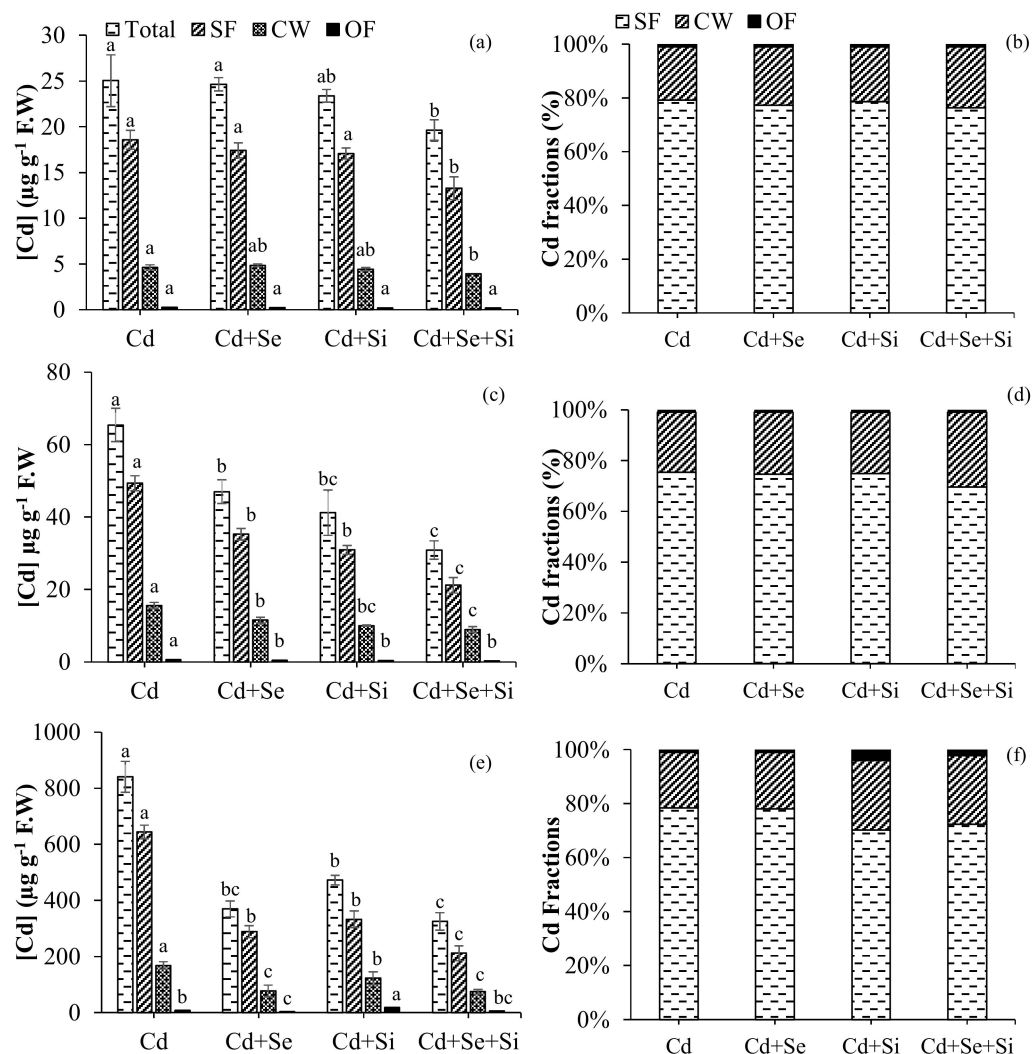 Total SF CW OF
(a)
30
25
20
15
10
5
0
[Cd] (µg g⁻¹ F.W)
a a a a
a a ab a
ab a ab a
b b a a
Cd Cd+Se Cd+Si Cd+Se+Si
SF CW OF
(b)
100%
80%
60%
40%
20%
0%
Cd fractions (%)
Cd Cd+Se Cd+Si Cd+Se+Si
(c)
80
60
40
20
0
[Cd] µg g⁻¹ F.W
a a a a
b b b b
bc b bc b
c c c b
Cd Cd+Se Cd+Si Cd+Se+Si
(d)
100%
80%
60%
40%
20%
0%
Cd fractions (%)
Cd Cd+Se Cd+Si Cd+Se+Si
(e)
1000
800
600
400
200
0
[Cd] (µg g⁻¹ F.W)
a a a b
bc b c c
b b b a
c c c bc
Cd Cd+Se Cd+Si Cd+Se+Si
(f)
100%
80%
60%
40%
20%
0%
Cd Fractions
Cd Cd+Se Cd+Si Cd+Se+Si